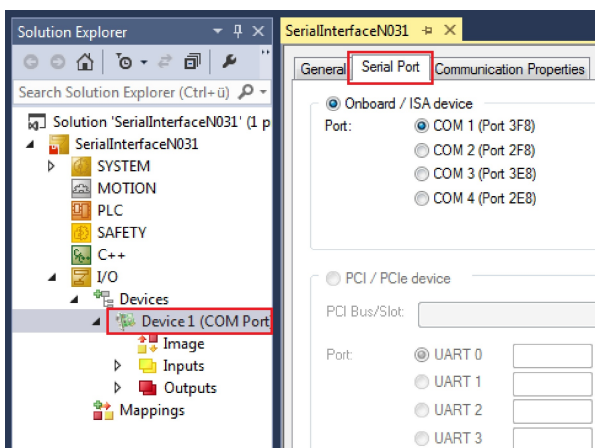 Solution Explorer
Search Solution Explorer (Ctrl+ü)
Solution 'SerialInterfaceN031' (1 p
SerialInterfaceN031
SYSTEM
MOTION
PLC
SAFETY
C++
I/O
Devices
Device 1 (COM Port
Image
Inputs
Outputs
Mappings
SerialInterfaceN031
General Serial Port Communication Properties
Onboard / ISA device
Port: COM 1 (Port 3F8)
COM 2 (Port 2F8)
COM 3 (Port 3E8)
COM 4 (Port 2E8)
PCI / PCIe device
PCI Bus/Slot:
Port: UART 0
UART 1
UART 2
UART 3